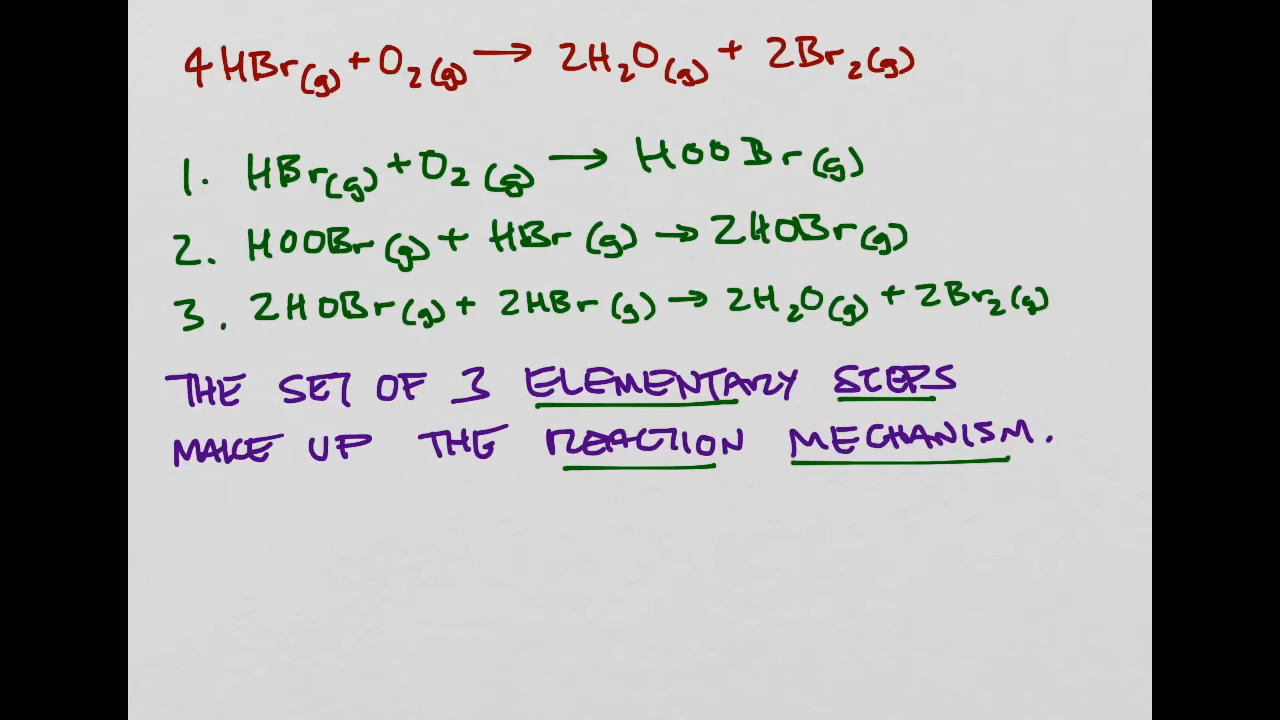 4HBr(g) + O₂(g) → 2H₂O(g) + 2Br₂(g)
1. HBr(g) + O₂(g) → HOOBr(g)
2. HOOBr(g) + HBr(g) → 2HOBr(g)
3. 2HOBr(g) + 2HBr(g) → 2H₂O(g) + 2Br₂(g)
THE SET OF 3 ELEMENTARY STEPS
MAKE UP THE REACTION MECHANISM.